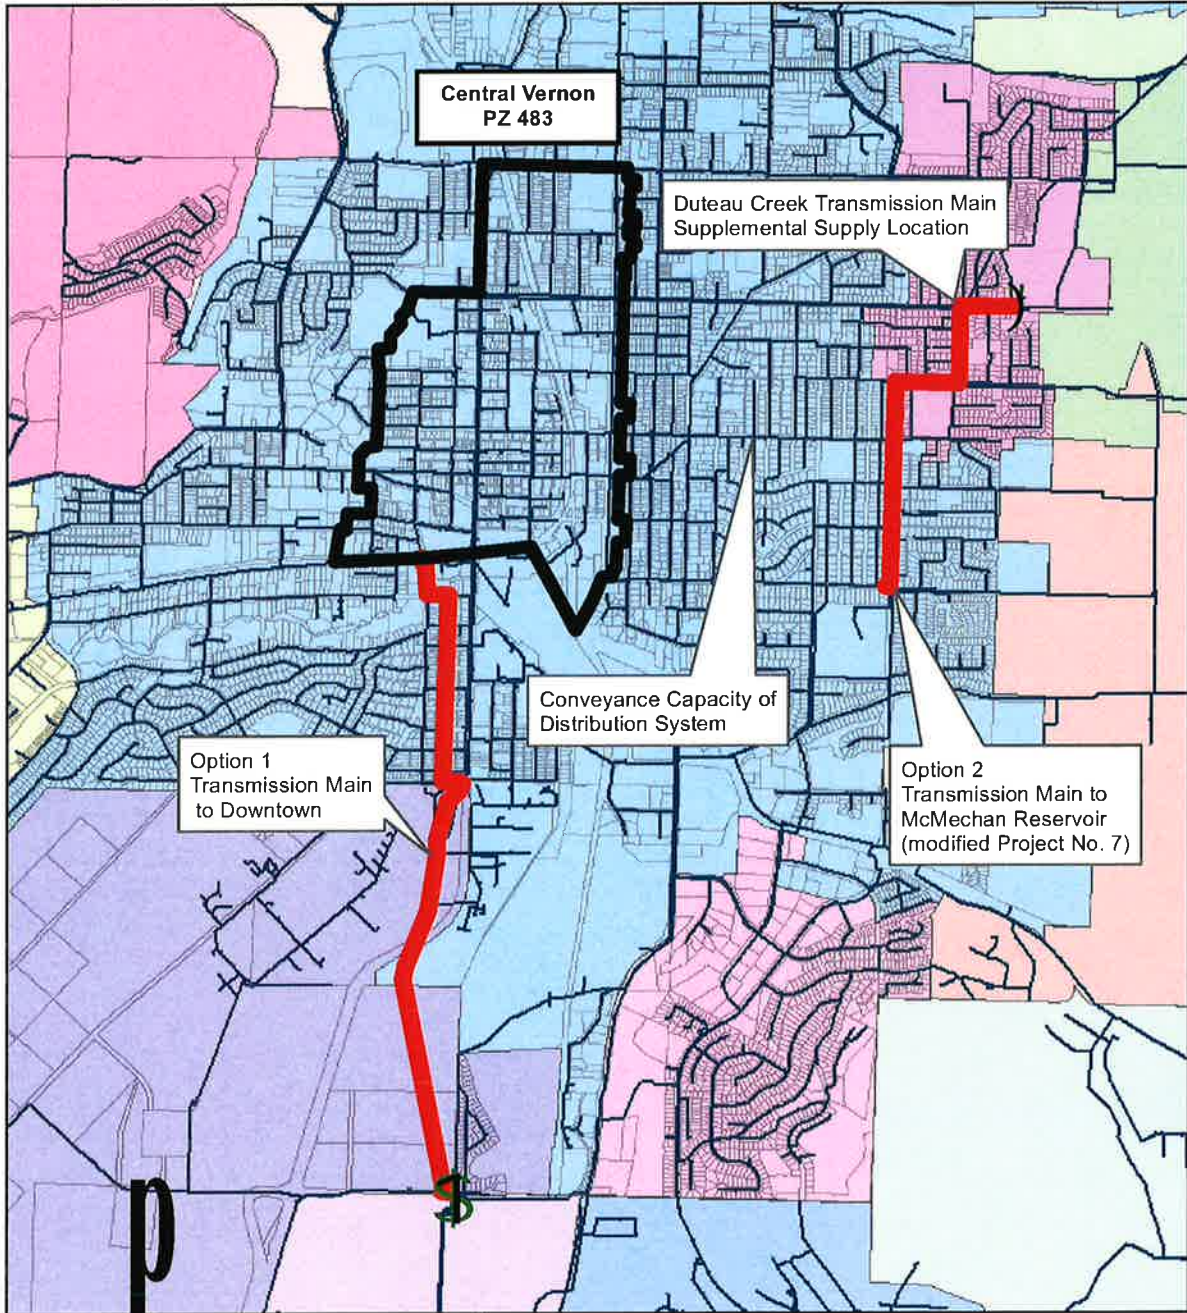 Central Vernon
PZ 483
Duteau Creek Transmission Main
Supplemental Supply Location
Conveyance Capacity of
Distribution System
Option 1
Transmission Main
to Downtown
Option 2
Transmission Main to
McMechan Reservoir
(modified Project No. 7)
$
p